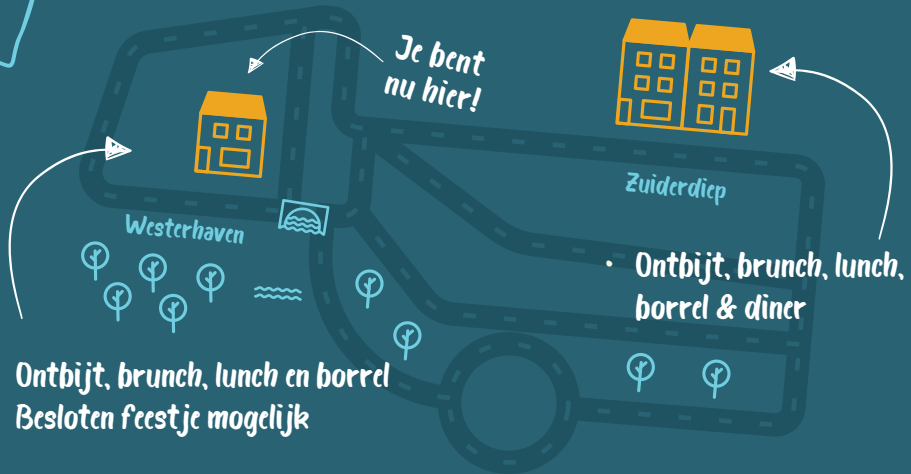 Je bent
nu hier!
Zuiderdiep
Westerhaven
• Ontbijt, brunch, lunch,
borrel & diner
Ontbijt, brunch, lunch en borrel
Besloten feestje mogelijk